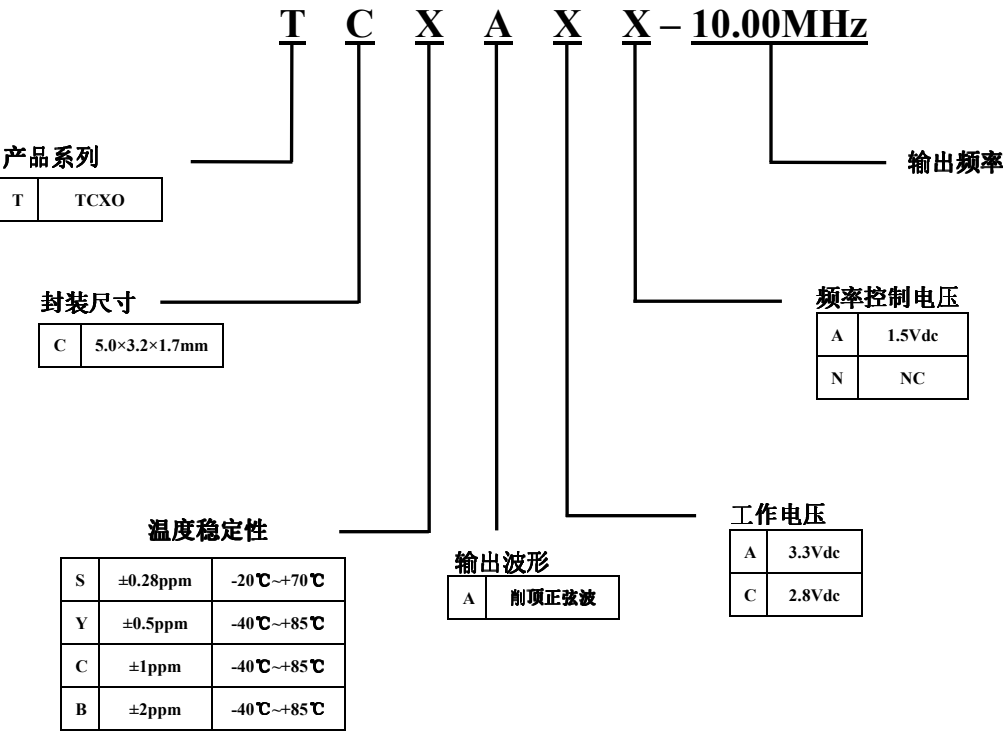 T C X A X X – 10.00MHz
产品系列
T TCXO
输出频率
封装尺寸
C 5.0×3.2×1.7mm
频率控制电压
A 1.5Vdc
N NC
温度稳定性
S ±0.28ppm -20℃~+70℃
Y ±0.5ppm -40℃~+85℃
C ±1ppm -40℃~+85℃
B ±2ppm -40℃~+85℃
输出波形
A 削顶正弦波
工作电压
A 3.3Vdc
C 2.8Vdc